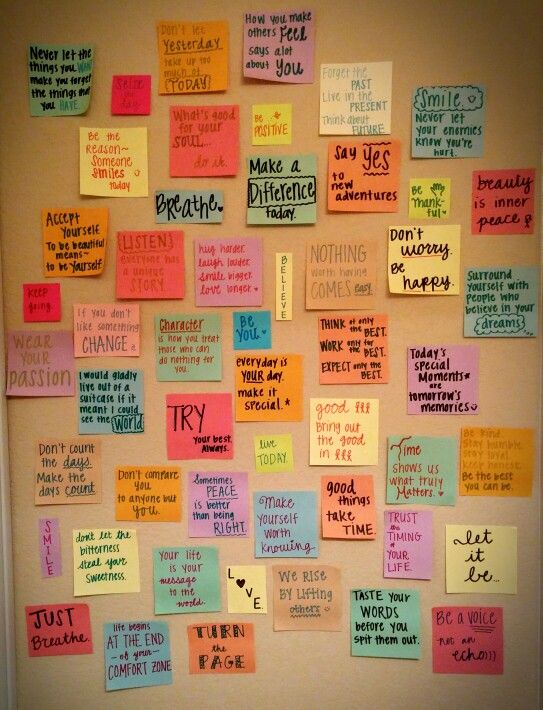 Never let the
things you WANT
make you forget
the things that
you HAVE
Seize
the
day.
Don't let
Yesterday
take up too
much of
TODAY!
How you make
others Feel
says alot
about You
Forget the
PAST
Live in the
PRESENT
Think about
FUTURE
Smile
Never let
your enemies
know you're
hurt.
Be the
Reason~
Someone
Smiles
today
What's good
for your
SOUL...
do it.
Be
POSITIVE
Make a
Difference
today.
Say Yes
to
new
adventures
Be
Thank-
ful
beauty
is inner
peace
Breathe
Accept
Yourself
To be beautiful
means~
to be Yourself
LISTEN!
Everyone has
a unique
STORY.
hug harder.
laugh louder.
smile bigger.
love longer.
BELIEVE
NOTHING
worth having
COMES easy
Don't
worry.
Be
happy.
Surround
yourself with
people who
believe in your
dreams
keep
going.
If you don't
like something
CHANGE it.
Character
is how you treat
those who can
do nothing for
you.
Be
You.
THINK of only
the BEST.
WORK only for
the BEST.
EXPECT only the
BEST.
WEAR
YOUR
PASSION
I would gladly
live out of a
suitcase if it
meant I could
see the World
everyday is
YOUR day.
make it
special.*
Today's
special
Moments*
are
tomorrow's
memories
TRY
Your best.
Always.
good
Bring out
the good
in
live
TODAY.
Time
shows us
what truly
Matters.
Be kind.
stay humble.
stay loyal.
keep honest.
Be the best
you can be.
Don't count
the days.
Make the
days count
Don't compare
you
to anyone but
you.
Sometimes
PEACE
is better
than being
RIGHT.
Make
yourself
worth
knowing
good
things
take
TIME.
TRUST
the
TIMING
of
YOUR
LIFE.
Let
it
be...
SMILE
don't let the
bitterness
steal your
sweetness.
Your life
is your
message
to the
world.
LOVE.
We RISE
by LIFTING
others
TASTE YOUR
WORDS
before you
spit them out.
Be a voice
not an
echo)))
JUST
Breathe.
life begins
AT THE END
- of your -
COMFORT ZONE
TURN
the
PAGE